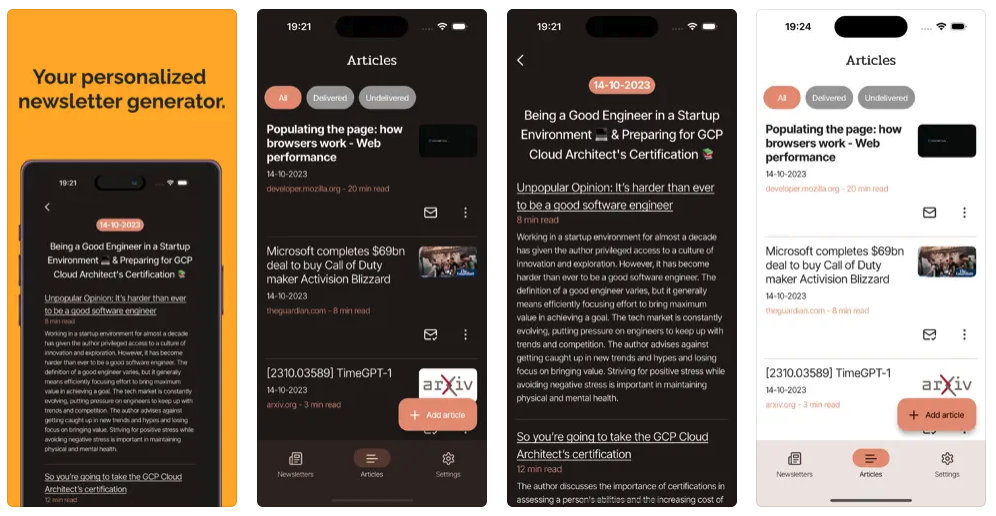 Your personalized
newsletter generator.
19:21
14-10-2023
Being a Good Engineer in a Startup
Environment 💻 & Preparing for GCP
Cloud Architect's Certification 📚
Unpopular Opinion: It's harder than ever
to be a good software engineer
8 min read
Working in a startup environment for almost a decade
has given the author privileged access to a culture of
innovation and exploration. However, it has become
harder than ever to be a good software engineer. The
definition of a good engineer varies, but it generally
means efficiently focusing effort to bring maximum
value in achieving a goal. The tech market is constantly
evolving, putting pressure on engineers to keep up with
trends and competition. The author advises against
getting caught up in new trends and hypes and losing
focus on bringing value. Striving for positive stress while
avoiding negative stress is important in maintaining
physical and mental health.
So you're going to take the GCP Cloud
Architect's certification
12 min read
19:21
Articles
All
Delivered
Undelivered
Populating the page: how
browsers work - Web
performance
14-10-2023
developer.mozilla.org - 20 min read
Microsoft completes $69bn
deal to buy Call of Duty
maker Activision Blizzard
14-10-2023
theguardian.com - 8 min read
[2310.03589] TimeGPT-1
14-10-2023
arxiv.org - 3 min read
arXiv
+ Add article
Newsletters
Articles
Settings
19:21
14-10-2023
Being a Good Engineer in a Startup
Environment 💻 & Preparing for GCP
Cloud Architect's Certification 📚
Unpopular Opinion: It's harder than ever
to be a good software engineer
8 min read
Working in a startup environment for almost a decade
has given the author privileged access to a culture of
innovation and exploration. However, it has become
harder than ever to be a good software engineer. The
definition of a good engineer varies, but it generally
means efficiently focusing effort to bring maximum
value in achieving a goal. The tech market is constantly
evolving, putting pressure on engineers to keep up with
trends and competition. The author advises against
getting caught up in new trends and hypes and losing
focus on bringing value. Striving for positive stress while
avoiding negative stress is important in maintaining
physical and mental health.
So you're going to take the GCP Cloud
Architect's certification
12 min read
The author discusses the importance of certifications in
assessing a person's abilities and the increasing cost of
19:24
Articles
All
Delivered
Undelivered
Populating the page: how
browsers work - Web
performance
14-10-2023
developer.mozilla.org - 20 min read
Microsoft completes $69bn
deal to buy Call of Duty
maker Activision Blizzard
14-10-2023
theguardian.com - 8 min read
[2310.03589] TimeGPT-1
14-10-2023
arxiv.org - 3 min read
arXiv
+ Add article
Newsletters
Articles
Settings